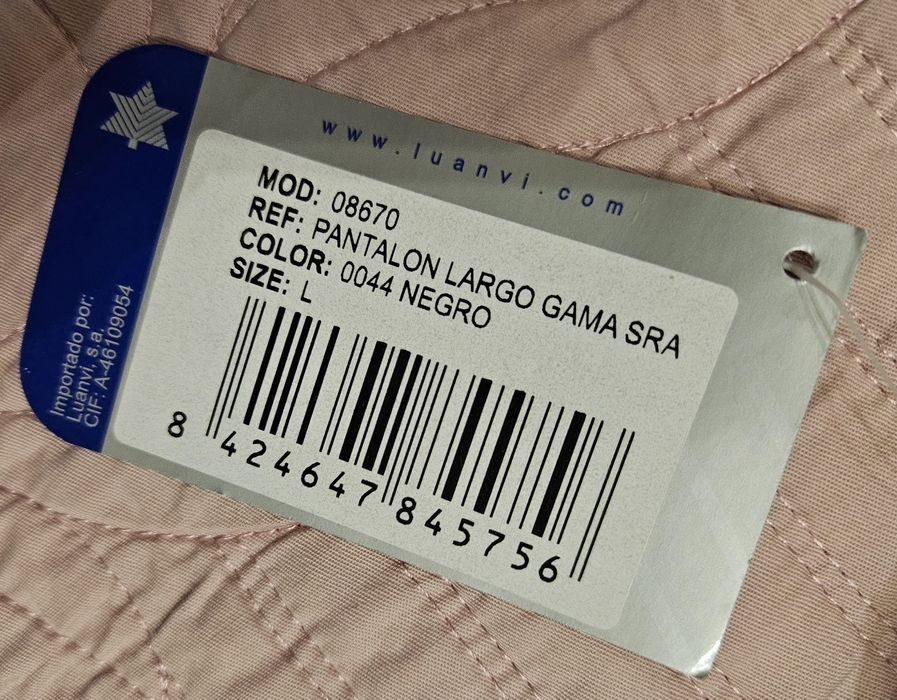 www.luanvi.com
MOD: 08670
REF: PANTALON LARGO GAMA SRA
COLOR: 0044 NEGRO
SIZE: L
8 424647 845756
Importado por:
Luanvi, s.a.
CIF: A-46109054